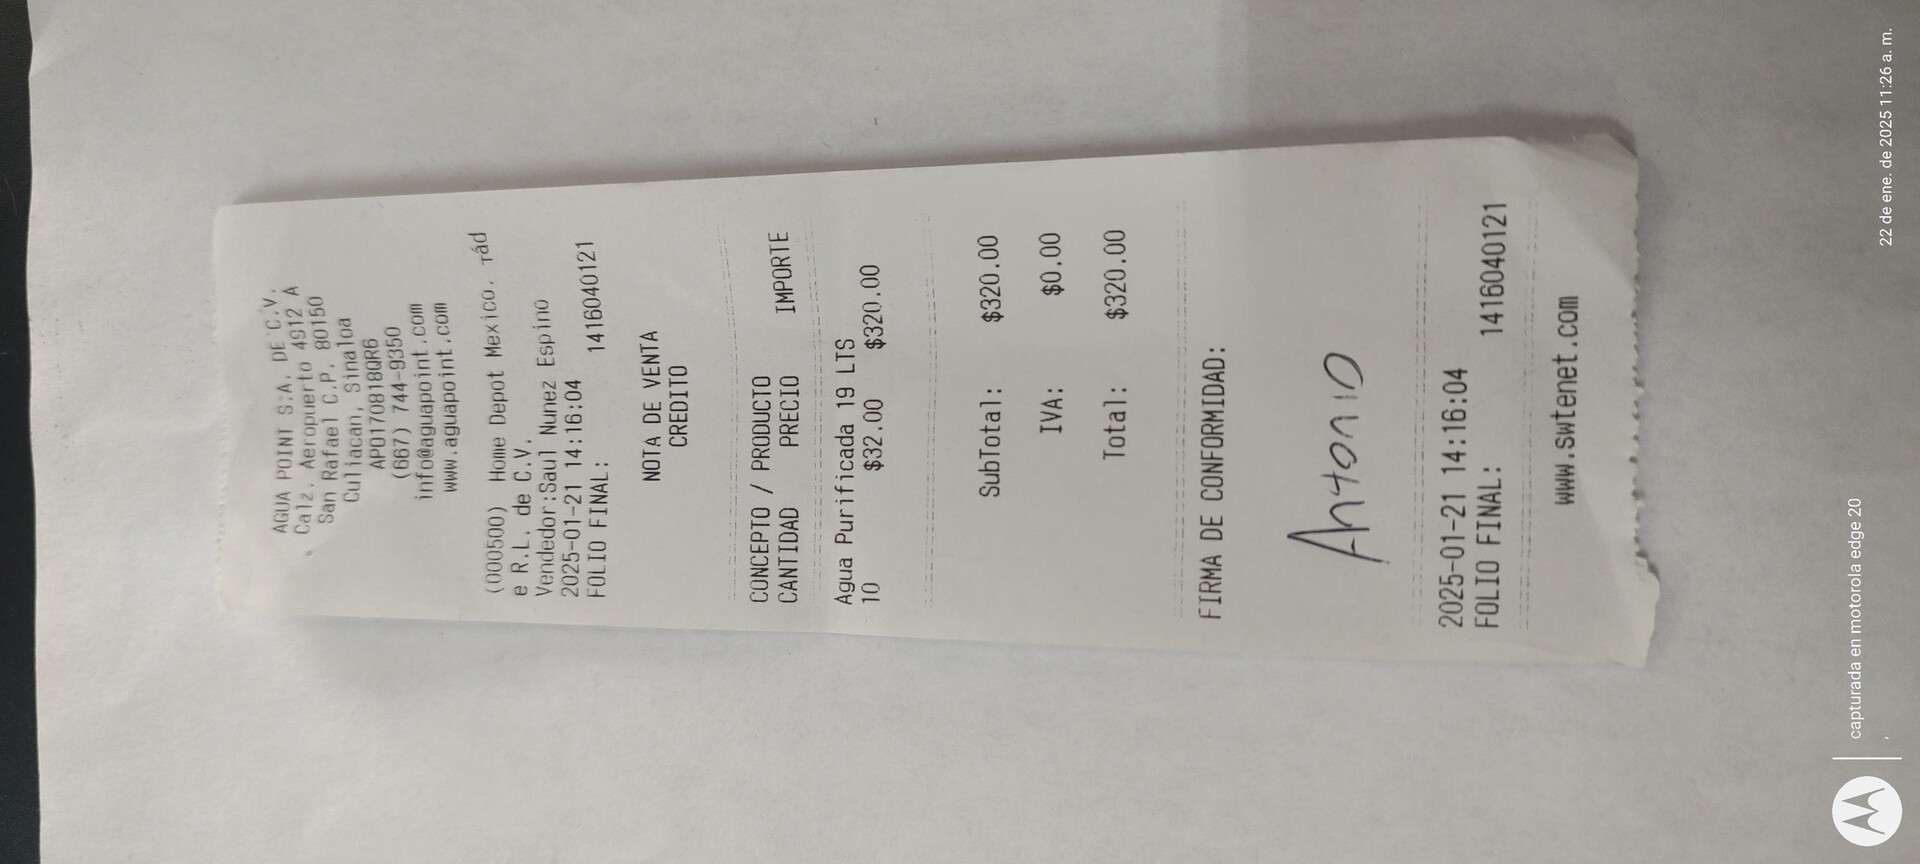 AGUA POINT S.A. DE C.V.
Calz. Aeropuerto 4912 A
San Rafael C.P. 80150
Culiacan, Sinaloa
APO170818QR6
(667) 744-9350
info@aguapoint.com
www.aguapoint.com
(000500) Home Depot Mexico. rád
e R.L. de C.V.
Vendedor:Saul Nunez Espino
2025-01-21 14:16:04
FOLIO FINAL: 1416040121
NOTA DE VENTA
CREDITO
CONCEPTO / PRODUCTO
CANTIDAD PRECIO IMPORTE
Agua Purificada 19 LTS
10 $32.00 $320.00
SubTotal: $320.00
IVA: $0.00
Total: $320.00
FIRMA DE CONFORMIDAD:
Antonio
2025-01-21 14:16:04
FOLIO FINAL: 1416040121
www.swtenet.com
capturada en motorola edge 20
22 de ene. de 2025 11:26 a. m.